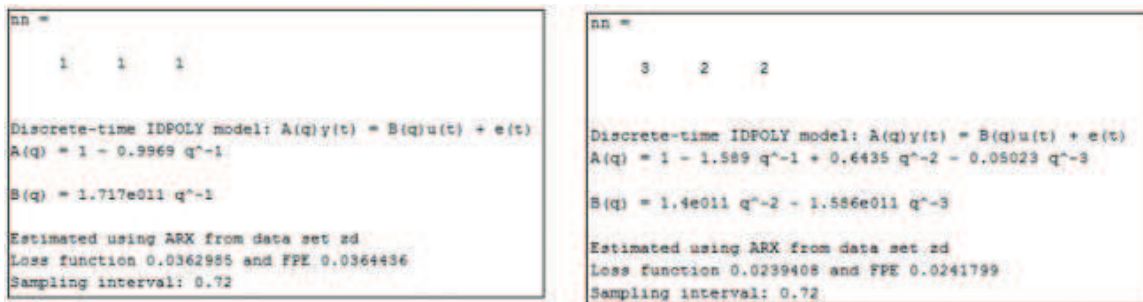 nn =
1 1 1
Discrete-time IDPOLY model: A(q)y(t) = B(q)u(t) + e(t)
A(q) = 1 - 0.9969 q^-1
B(q) = 1.717e011 q^-1
Estimated using ARX from data set zd
Loss function 0.0362985 and FPE 0.0364436
Sampling interval: 0.72
nn =
3 2 2
Discrete-time IDPOLY model: A(q)y(t) = B(q)u(t) + e(t)
A(q) = 1 - 1.589 q^-1 + 0.6435 q^-2 - 0.05023 q^-3
B(q) = 1.4e011 q^-2 - 1.586e011 q^-3
Estimated using ARX from data set zd
Loss function 0.0239408 and FPE 0.0241799
Sampling interval: 0.72